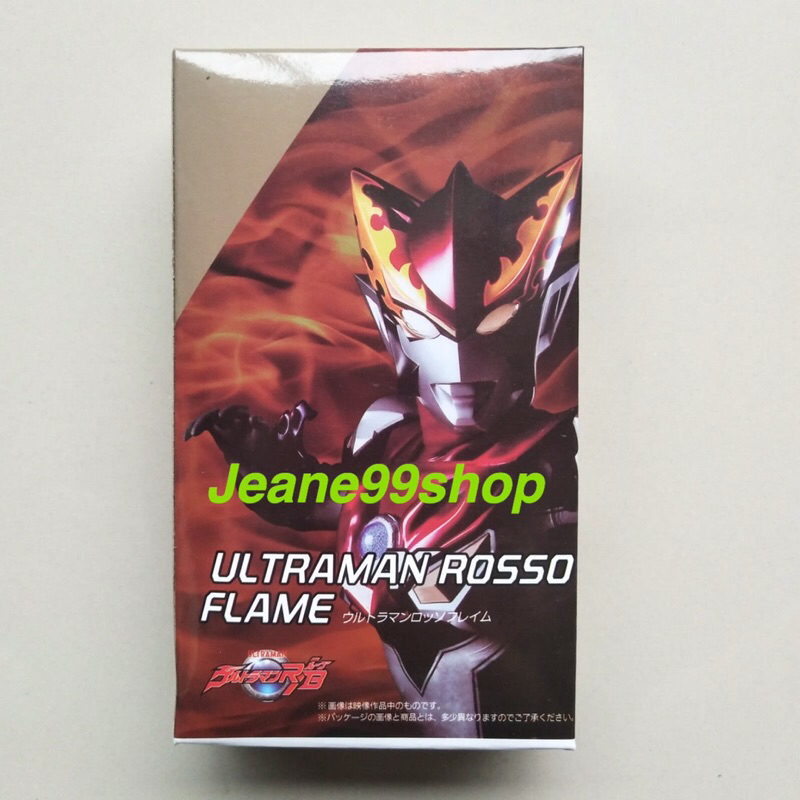 Jeane99shop
ULTRAMAN ROSSO
FLAME ウルトラマンロッソフレイム
ULTRAMAN
ウルトラマンR/B
ルーブ
※画像は映像作品中のものです。
※パッケージの画像と商品とは、多少異なりますのでご了承ください。